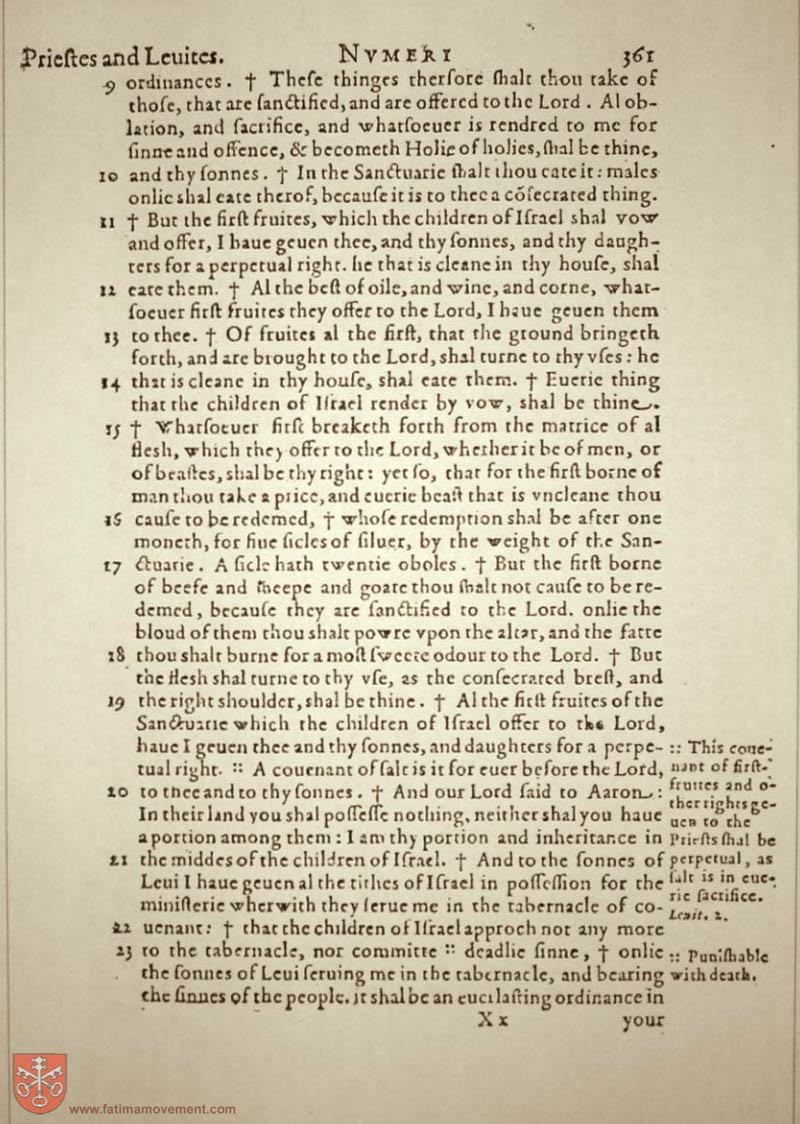 Prieſtes and Leuites. NVMERI 361
9 ordinances. † Theſe thinges therfore ſhalt thou take of
thoſe, that are ſanctified, and are offered to the Lord. Al ob-
lation, and ſacrifice, and whatſoeuer is rendred to me for
ſinne and offence, & becometh Holie of holies, ſhal be thine,
10 and thy ſonnes. † In the Sanctuarie ſhalt thou eate it: males
onlie shal eate therof, becauſe it is to thee a cõſecrated thing.
11 † But the firſt fruites, which the children of Iſrael shal vow
and offer, I haue geuen thee, and thy ſonnes, and thy daugh-
ters for a perpetual right. he that is cleane in thy houſe, shal
12 eate them. † Al the beſt of oile, and wine, and corne, what-
ſoeuer firſt fruites they offer to the Lord, I haue geuen them
13 to thee. † Of fruites al the firſt, that the ground bringeth
forth, and are brought to the Lord, shal turne to thy vſes: he
14 that is cleane in thy houſe, shal eate them. † Euerie thing
that the children of Iſrael render by vow, shal be thine.
15 † Whatſoeuer firſt breaketh forth from the matrice of al
flesh, which they offer to the Lord, whether it be of men, or
of beaſtes, shal be thy right: yet ſo, that for the firſt borne of
man thou take a price, and euerie beaſt that is vncleane thou
16 cauſe to be redemed, † whoſe redemption shal be after one
moneth, for fiue ſicles of ſiluer, by the weight of the San-
17 ctuarie. A ſicle hath twentie oboles. † But the firſt borne
of beefe and ſheepe and goate thou ſhalt not cauſe to be re-
demed, becauſe they are ſanctified to the Lord. onlie the
bloud of them thou shalt powre vpon the altar, and the fatte
18 thou shalt burne for a moſt ſweete odour to the Lord. † But
the flesh shal turne to thy vſe, as the conſecrated breſt, and
19 the right shoulder, shal be thine. † Al the firſt fruites of the
Sanctuarie which the children of Iſrael offer to the Lord,
haue I geuen thee and thy ſonnes, and daughters for a perpe-
tual right. :: A couenant of ſalt is it for euer before the Lord,
20 to thee and to thy ſonnes. † And our Lord ſaid to Aaron:
In their land you shal poſſeſſe nothing, neither shal you haue
a portion among them: I am thy portion and inheritance in
21 the middes of the children of Iſrael. † And to the ſonnes of
Leui I haue geuen al the tithes of Iſrael in poſſeſſion for the
miniſterie wherwith they ſerue me in the tabernacle of co-
22 uenant: † that the children of Iſrael approch not any more
23 to the tabernacle, nor committe :: deadlie ſinne, † onlie
the ſonnes of Leui ſeruing me in the tabernacle, and bearing
the ſinnes of the people. it shal be an euerlaſting ordinance in
Xx your
:: This coue-
nant of firſt-
fruites and o-
ther rights ge-
uen to the
Prieſts ſhal be
perpetual, as
ſalt is in eue-
rie ſacrifice.
Leuit. 2.
:: Puniſhable
with death.
www.fatimamovement.com